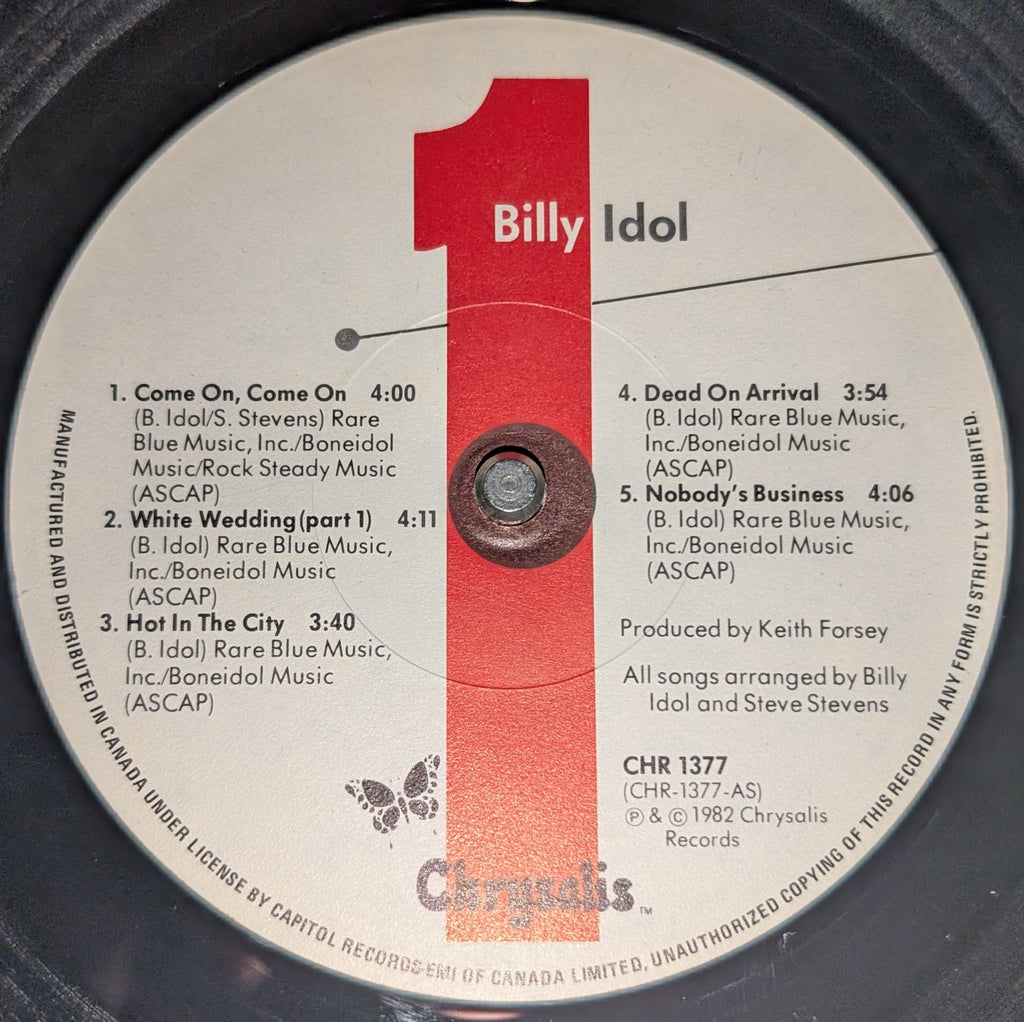 1
Billy Idol
1. Come On, Come On 4:00
(B. Idol/S. Stevens) Rare
Blue Music, Inc./Boneidol
Music/Rock Steady Music
(ASCAP)
2. White Wedding (part 1) 4:11
(B. Idol) Rare Blue Music,
Inc./Boneidol Music
(ASCAP)
3. Hot In The City 3:40
(B. Idol) Rare Blue Music,
Inc./Boneidol Music
(ASCAP)
4. Dead On Arrival 3:54
(B. Idol) Rare Blue Music,
Inc./Boneidol Music
(ASCAP)
5. Nobody's Business 4:06
(B. Idol) Rare Blue Music,
Inc./Boneidol Music
(ASCAP)
Produced by Keith Forsey
All songs arranged by Billy
Idol and Steve Stevens
CHR 1377
(CHR-1377-AS)
℗ & © 1982 Chrysalis
Records
Chrysalis™
MANUFACTURED AND DISTRIBUTED IN CANADA UNDER LICENSE BY CAPITOL RECORDS-EMI OF CANADA LIMITED, UNAUTHORIZED COPYING OF THIS RECORD IN ANY FORM IS STRICTLY PROHIBITED.